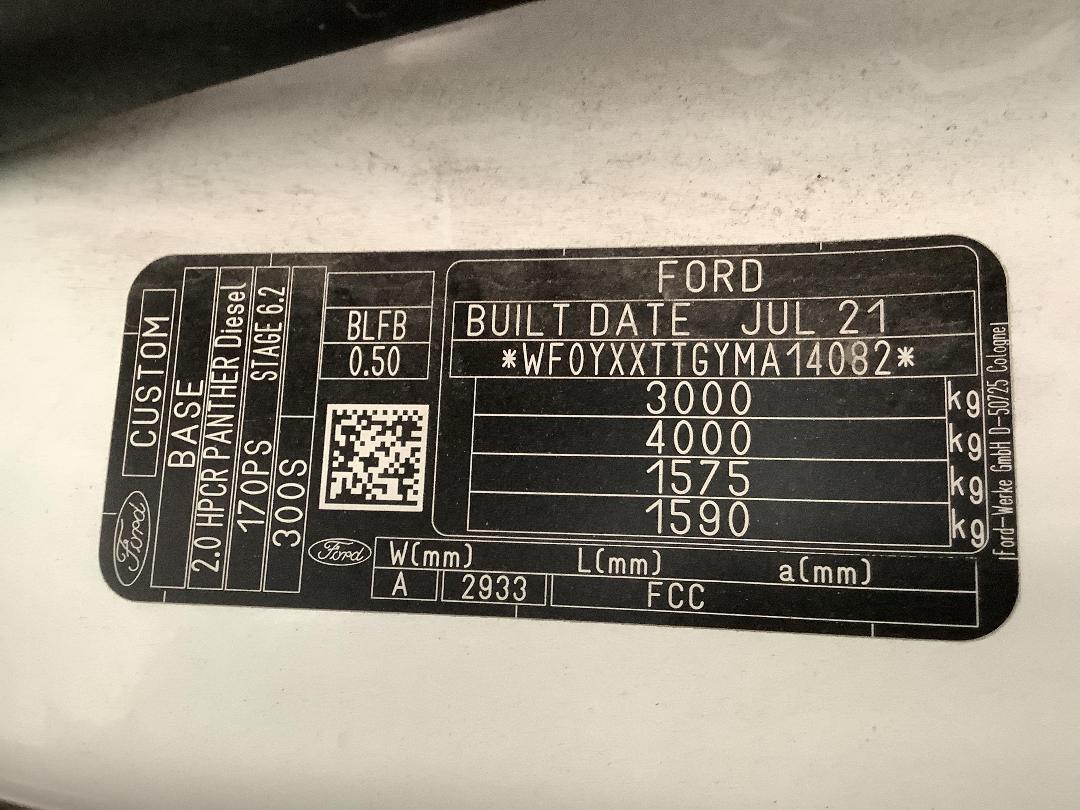 CUSTOM
BASE
2.0 HPCR PANTHER Diesel
170PS STAGE 6.2
300S
Ford
BLFB
0.50
Ford
FORD
BUILT DATE JUL 21
*WF0YXXTTGYMA14082*
3000 kg
4000 kg
1575 kg
1590 kg
W(mm) L(mm) a(mm)
A 2933 FCC
Ford-Werke GmbH D-50725 Cologne